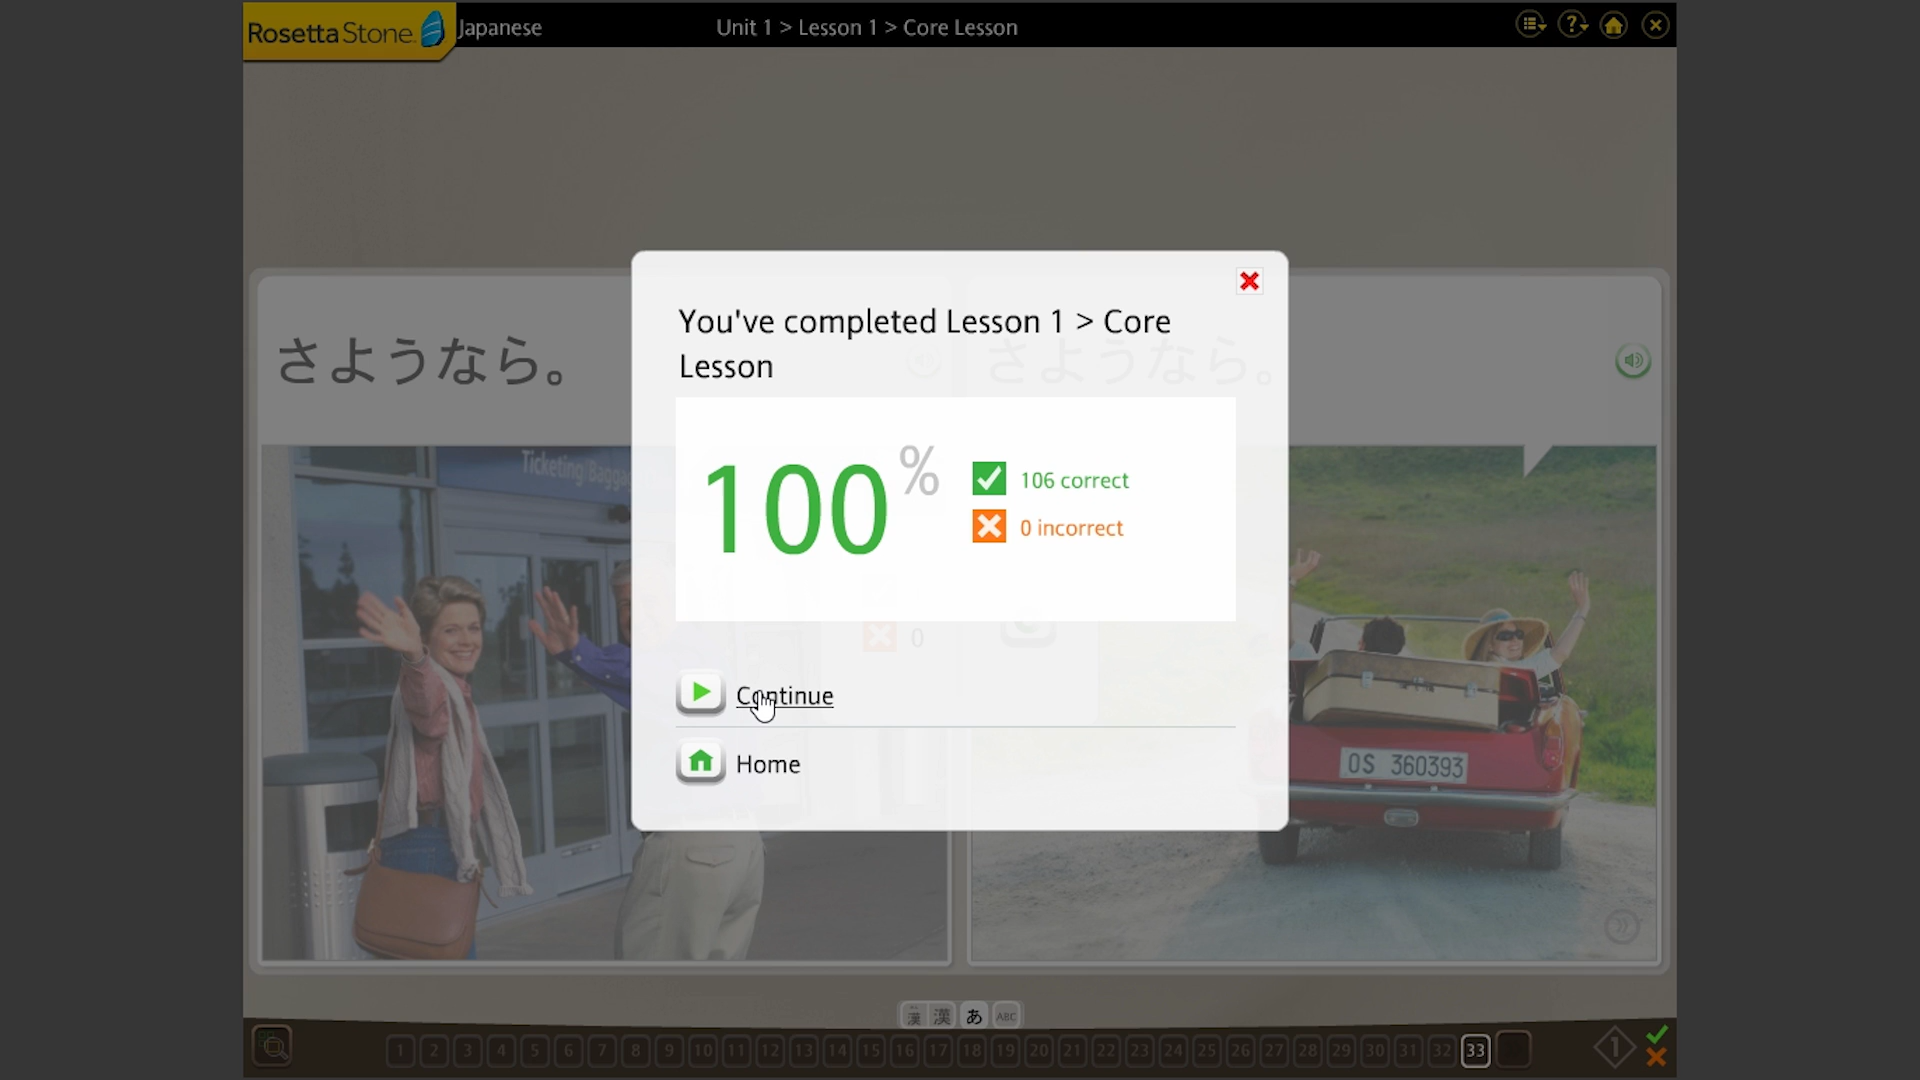 Rosetta Stone
Japanese
Unit 1 > Lesson 1 > Core Lesson
You've completed Lesson 1 > Core
Lesson
さようなら。
さようなら。
100%
106 correct
0 incorrect
Ticketing/Baggag
0
Continue
Home
OS 360393
漢 漢 あ ABC
1 2 3 4 5 6 7 8 9 10 11 12 13 14 15 16 17 18 19 20 21 22 23 24 25 26 27 28 29 30 31 32 33
1